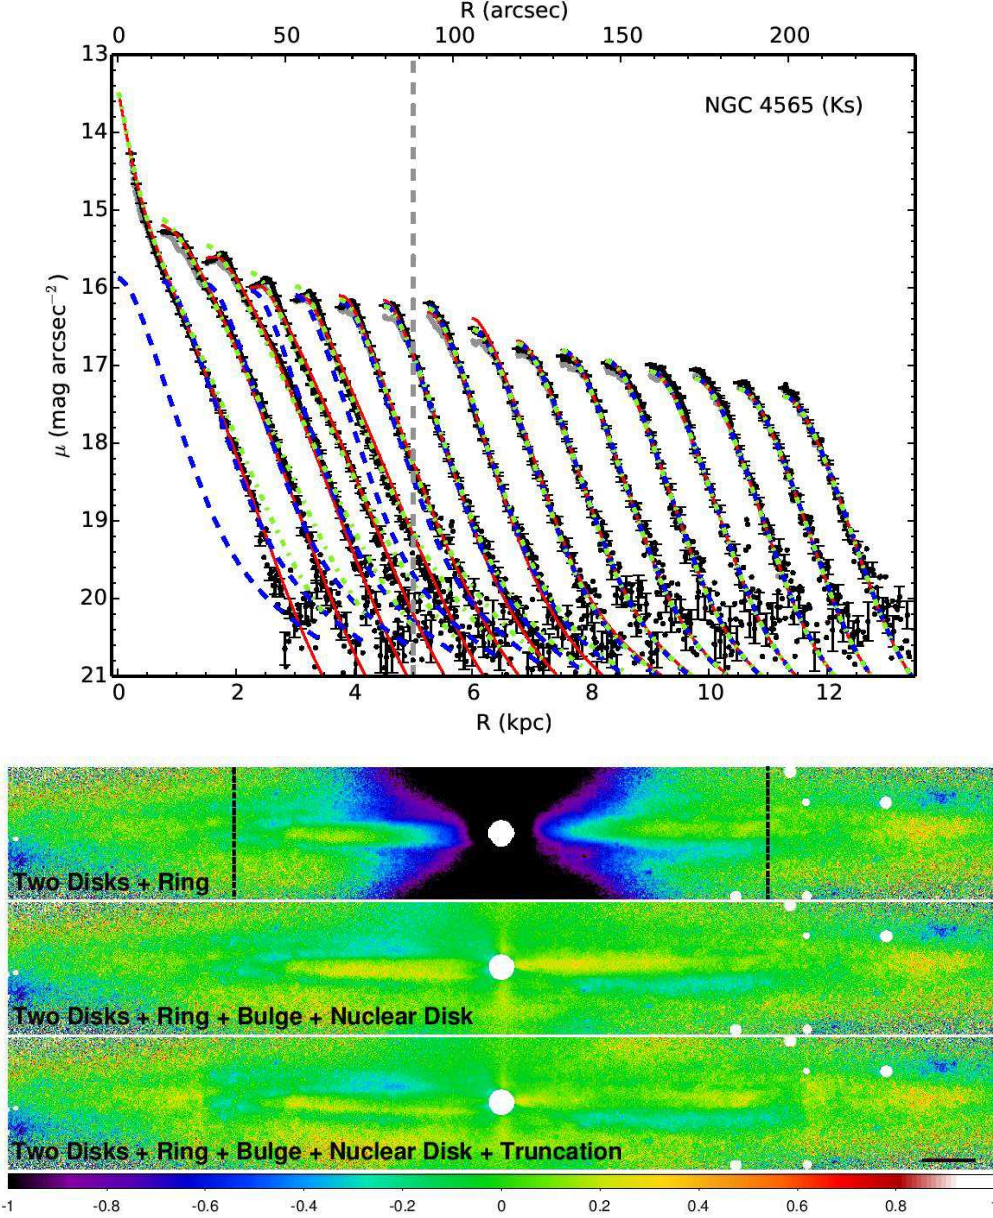 R (arcsec)
0 50 100 150 200
NGC 4565 (Ks)
13
14
15
16
17
18
19
20
21
μ (mag arcsec⁻²)
0 2 4 6 8 10 12
R (kpc)
Two Disks + Ring
Two Disks + Ring + Bulge + Nuclear Disk
Two Disks + Ring + Bulge + Nuclear Disk + Truncation
-1 -0.8 -0.6 -0.4 -0.2 0 0.2 0.4 0.6 0.8